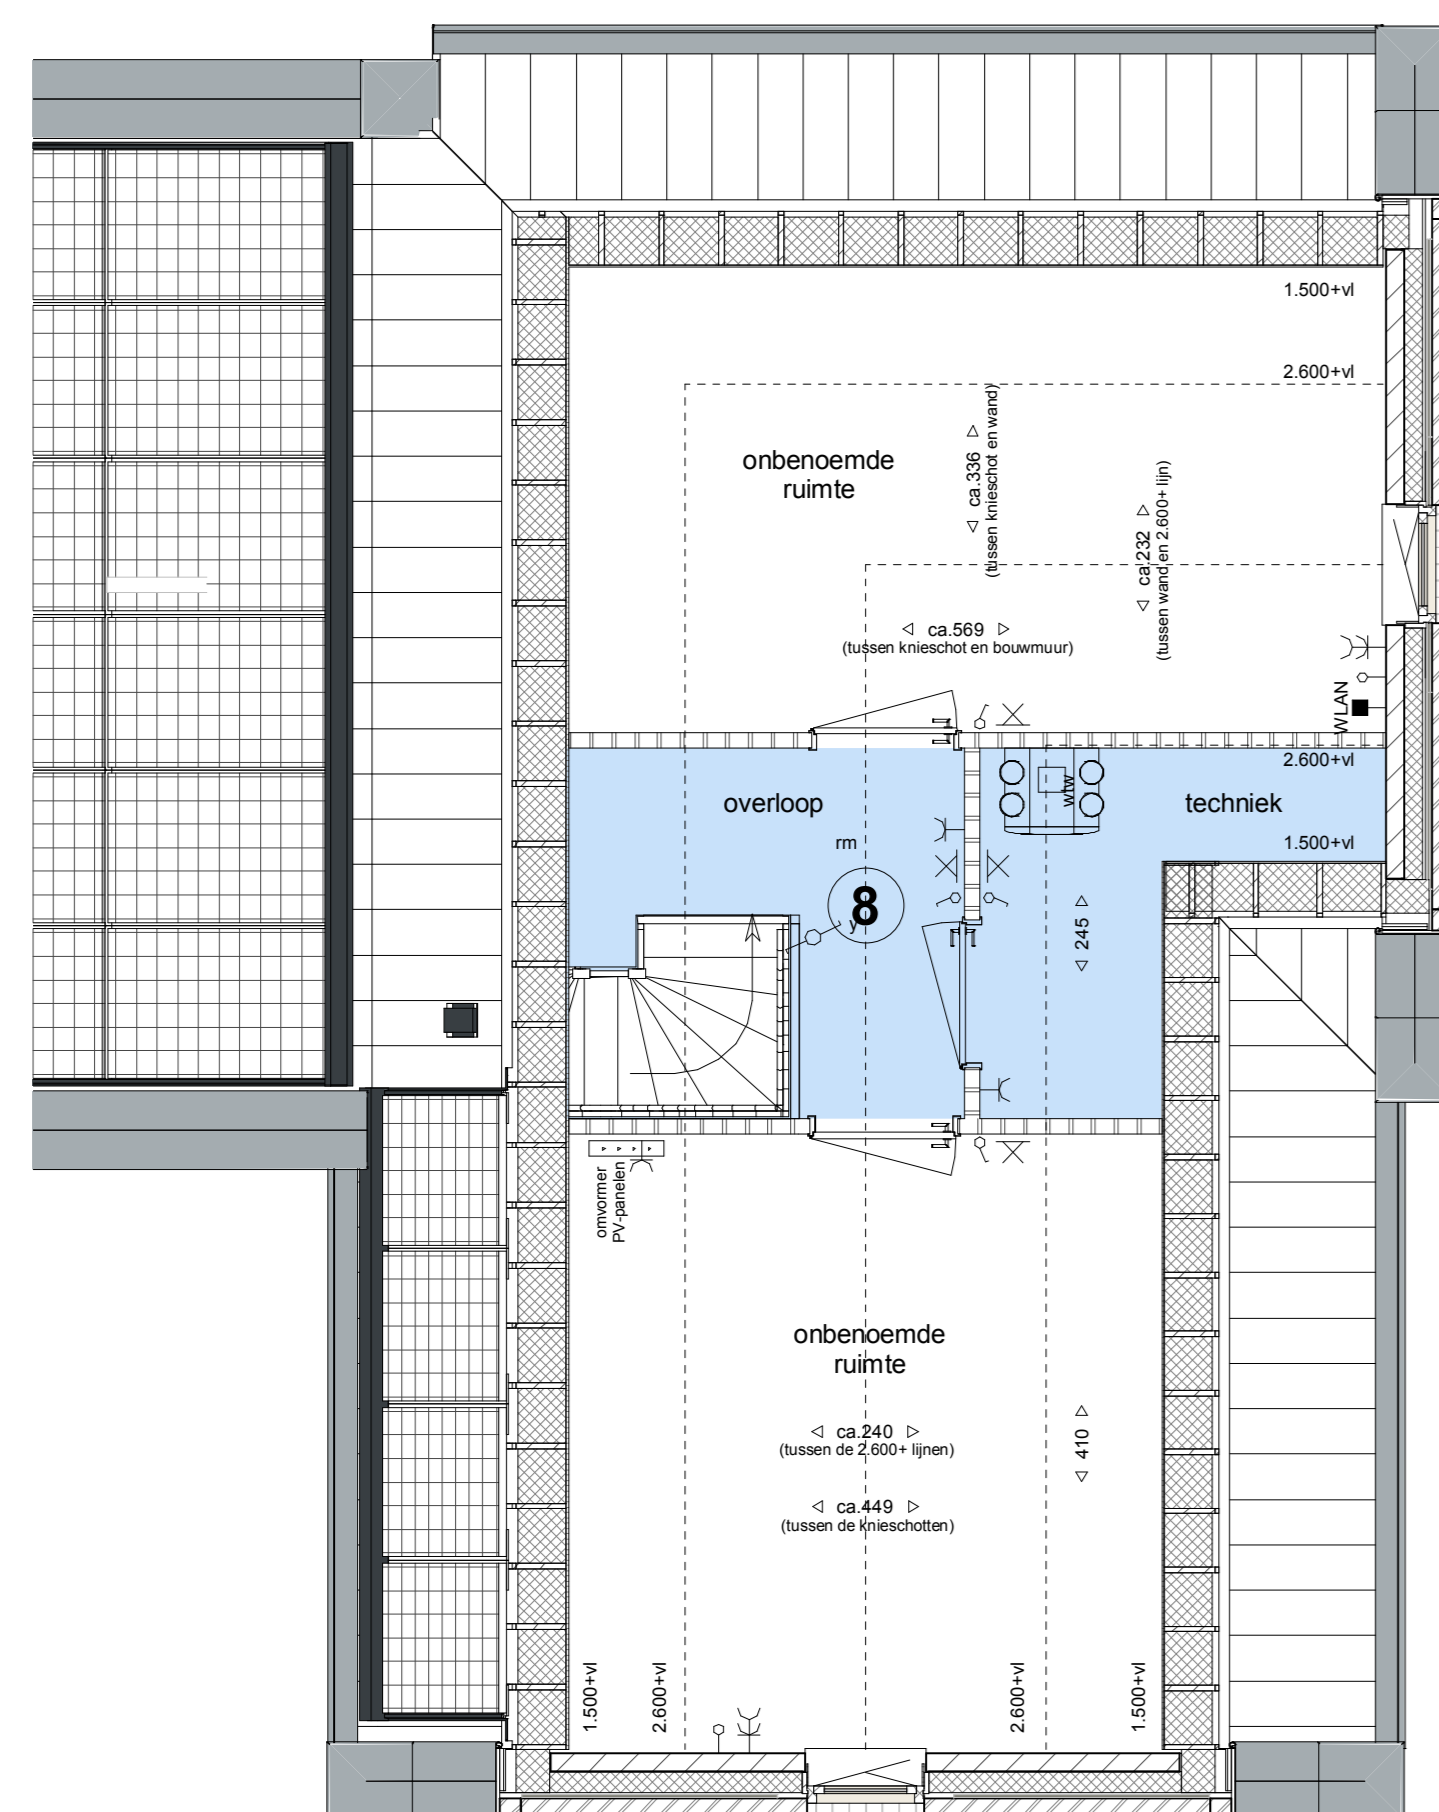 1.500+vl
2.600+vl
onbenoemde
ruimte
ca.336
(tussen knieschot en wand)
ca.232
(tussen wand en 2.600+ lijn)
ca.569
(tussen knieschot en bouwmuur)
WLAN
2.600+vl
overloop
wtw
techniek
rm
1.500+vl
8
y
245
omvormer
PV-panelen
onbenoemde
ruimte
ca.240
(tussen de 2.600+ lijnen)
410
ca.449
(tussen de knieschotten)
1.500+vl
2.600+vl
2.600+vl
1.500+vl